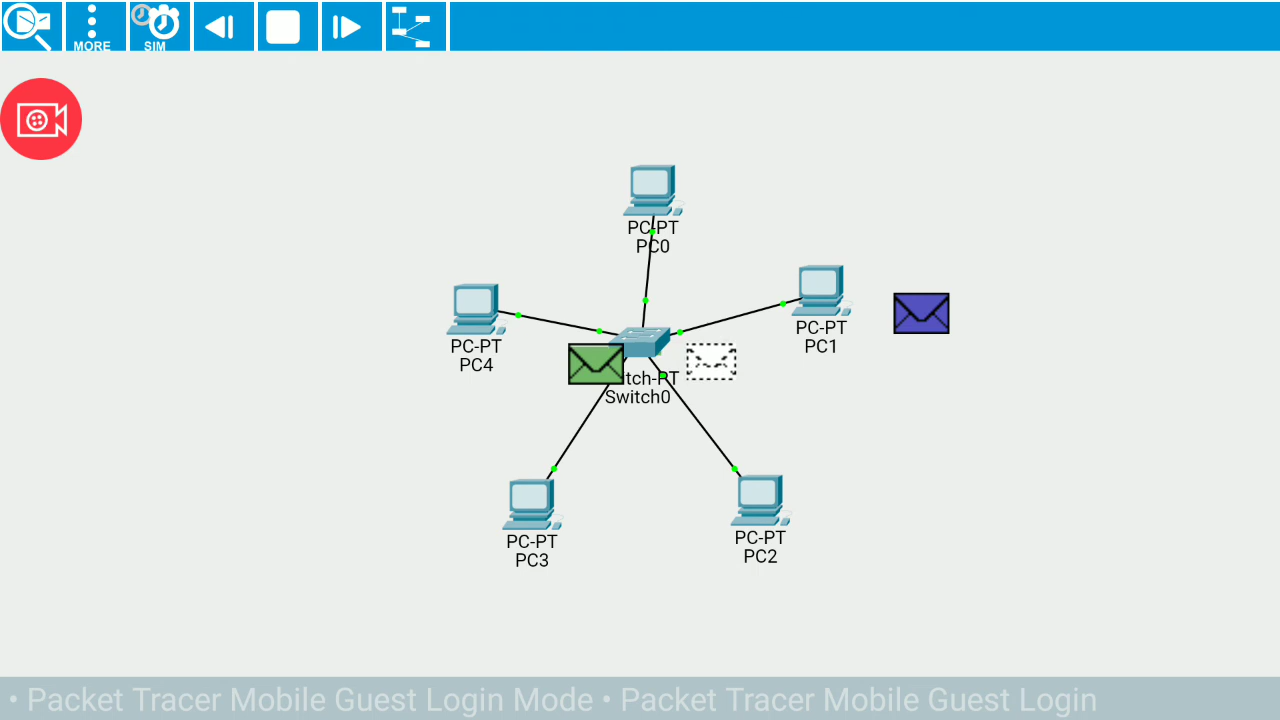 MORE
SIM
PC-PT
PC0
PC-PT
PC1
PC-PT
PC4
tch-PT
Switch0
PC-PT
PC3
PC-PT
PC2
• Packet Tracer Mobile Guest Login Mode • Packet Tracer Mobile Guest Login